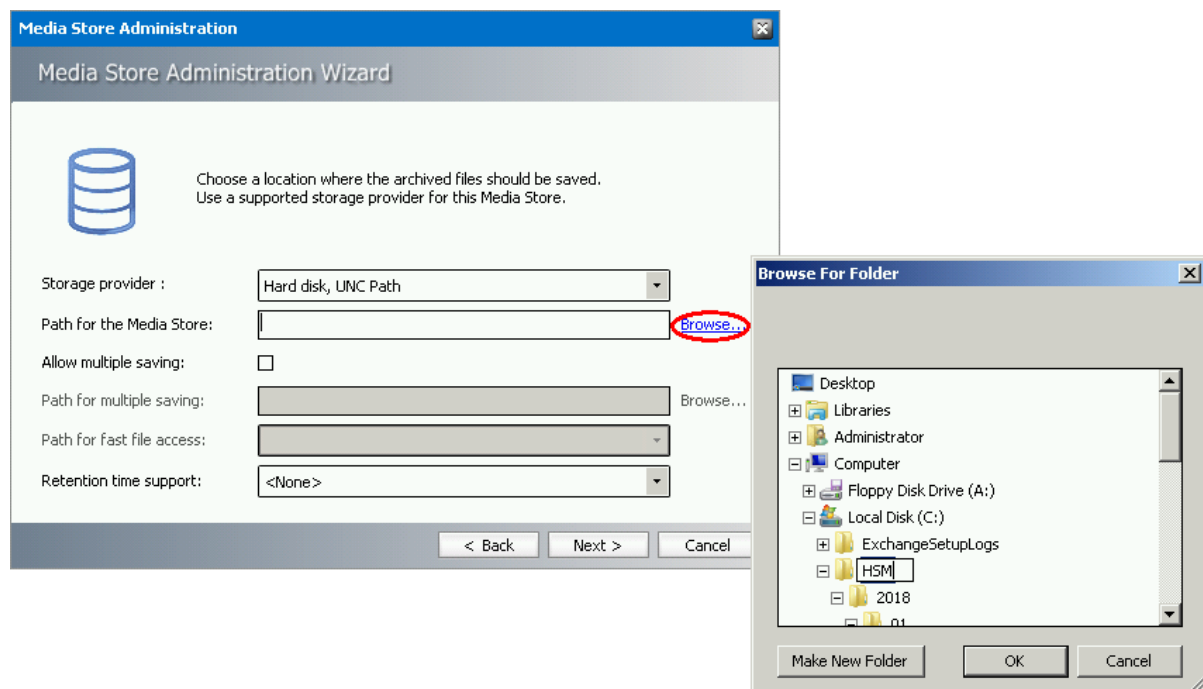 Media Store Administration
Media Store Administration Wizard
Choose a location where the archived files should be saved.
Use a supported storage provider for this Media Store.
Storage provider :
Hard disk, UNC Path
Path for the Media Store:
Browse...
Allow multiple saving:
Path for multiple saving:
Browse...
Path for fast file access:
Retention time support:
<None>
< Back
Next >
Cancel
Browse For Folder
Desktop
Libraries
Administrator
Computer
Floppy Disk Drive (A:)
Local Disk (C:)
ExchangeSetupLogs
HSM
2018
01
Make New Folder
OK
Cancel